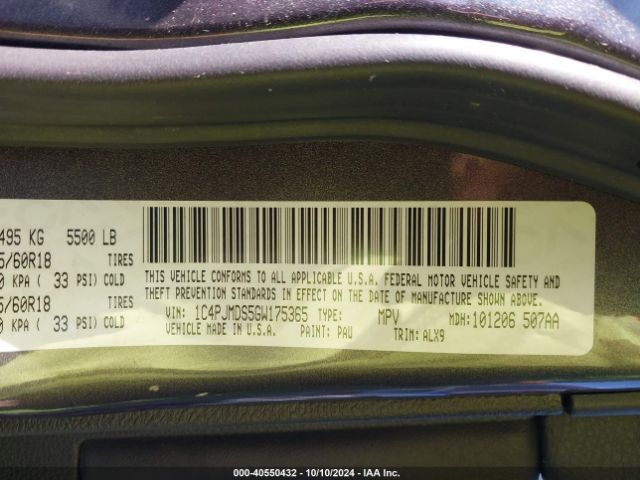 495 KG 5500 LB
5/60R18 TIRES
0 KPA ( 33 PSI) COLD
5/60R18 TIRES
0 KPA ( 33 PSI) COLD
THIS VEHICLE CONFORMS TO ALL APPLICABLE U.S.A. FEDERAL MOTOR VEHICLE SAFETY AND
THEFT PREVENTION STANDARDS IN EFFECT ON THE DATE OF MANUFACTURE SHOWN ABOVE.
VIN: 1C4PJMDS5GW175365 TYPE: MPV MDH: 101206 507AA
VEHICLE MADE IN U.S.A. PAINT: PAU TRIM: ALX9
000-40550432 - 10/10/2024 - IAA Inc.